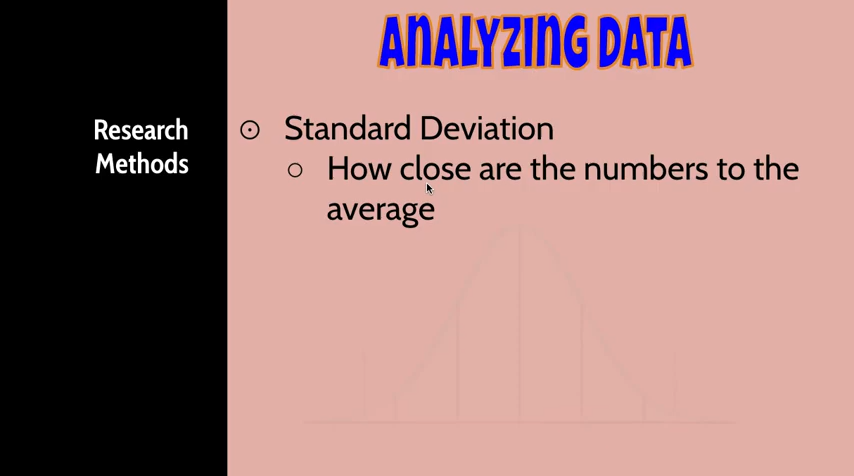 ANALYZING DATA
Research
Methods
Standard Deviation
How close are the numbers to the
average